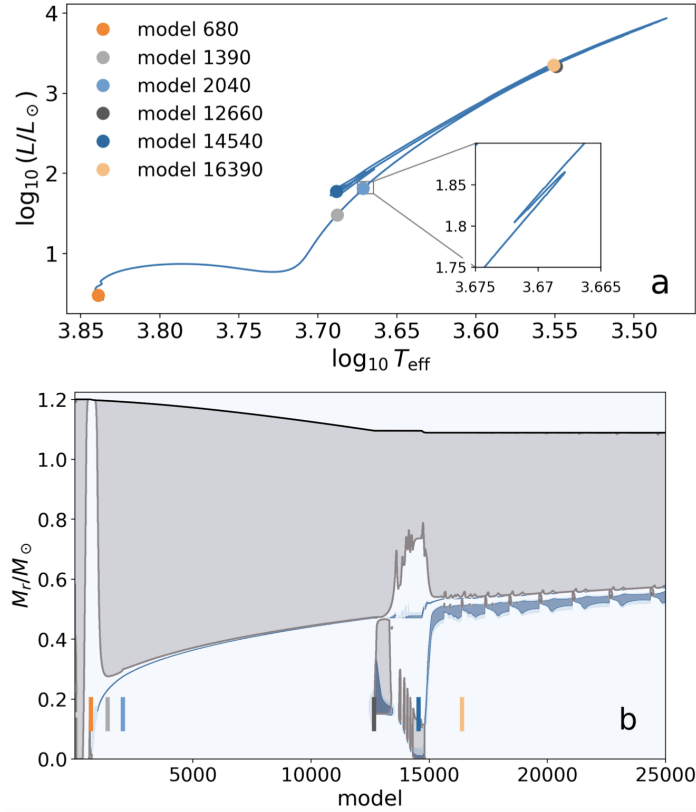 4
3
2
1
log₁₀ (L/L☉)
model 680
model 1390
model 2040
model 12660
model 14540
model 16390
1.85
1.8
1.75
3.675 3.67 3.665
a
3.85 3.80 3.75 3.70 3.65 3.60 3.55 3.50
log₁₀ Tₑff
1.2
1.0
0.8
0.6
0.4
0.2
0.0
Mᵣ/M☉
b
5000 10000 15000 20000 25000
model